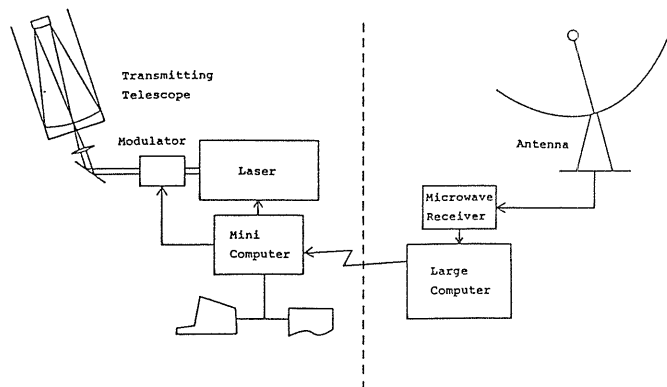 Transmitting
Telescope
Modulator
Laser
Mini
Computer
Antenna
Microwave
Receiver
Large
Computer